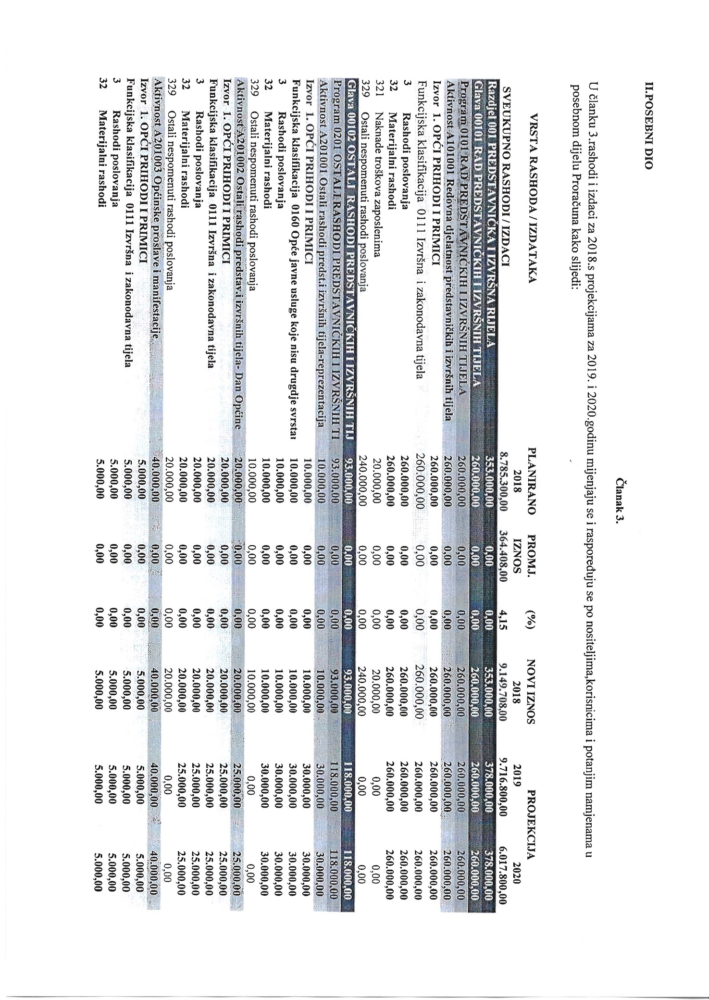 II.POSEBNI DIO
Članak 3.
U članku 3.rashodi i izdaci za 2018.s projekcijama za 2019. i 2020.godinu mijenjaju se i raspoređuju se po nositeljima,korisnicima i potanjim namjenama u
posebnom dijelu Proračuna kako slijedi:
VRSTA RASHODA / IZDATAKA PLANIRANO PROMJ. (%) NOVI IZNOS PROJEKCIJA
2018 IZNOS 2018 2019 2020
SVEUKUPNO RASHODI / IZDACI 8.785.300,00 364.408,00 4,15 9.149.708,00 9.716.800,00 6.017.800,00
Razdjel 001 PREDSTAVNIČKA I IZVRŠNA RIJELA 353.000,00 0,00 0,00 353.000,00 378.000,00 378.000,00
Glava 00101 RAD PREDSTAVNIČKIH I IZVRŠNIH TIJELA 260.000,00 0,00 0,00 260.000,00 260.000,00 260.000,00
Program 0101 RAD PREDSTAVNIČKIH I IZVRŠNIH TIJELA 260.000,00 0,00 0,00 260.000,00 260.000,00 260.000,00
Aktivnost A101001 Redovna djelatnost predstavničkih i izvršnih tijela 260.000,00 0,00 0,00 260.000,00 260.000,00 260.000,00
Izvor 1. OPĆI PRIHODI I PRIMICI 260.000,00 0,00 0,00 260.000,00 260.000,00 260.000,00
Funkcijska klasifikacija 0111 Izvršna i zakonodavna tijela 260.000,00 0,00 0,00 260.000,00 260.000,00 260.000,00
3 Rashodi poslovanja 260.000,00 0,00 0,00 260.000,00 260.000,00 260.000,00
32 Materijalni rashodi 260.000,00 0,00 0,00 260.000,00 260.000,00 260.000,00
321 Naknade troškova zaposlenima 20.000,00 0,00 0,00 20.000,00 0,00 0,00
329 Ostali nespomenuti rashodi poslovanja 240.000,00 0,00 0,00 240.000,00 0,00 0,00
Glava 00102 OSTALI RASHODI PREDSTAVNIČKIH I IZVRŠNIH TIJ 93.000,00 0,00 0,00 93.000,00 118.000,00 118.000,00
Program 0201 OSTALI RASHODI PREDSTAVNIČKIH I IZVRŠNIH TI 93.000,00 0,00 0,00 93.000,00 118.000,00 118.000,00
Aktivnost A201001 Ostali rashodi predst.i izvršnih tijela-reprezentacija 10.000,00 0,00 0,00 10.000,00 30.000,00 30.000,00
Izvor 1. OPĆI PRIHODI I PRIMICI 10.000,00 0,00 0,00 10.000,00 30.000,00 30.000,00
Funkcijska klasifikacija 0160 Opće javne usluge koje nisu drugdje svrstan 10.000,00 0,00 0,00 10.000,00 30.000,00 30.000,00
3 Rashodi poslovanja 10.000,00 0,00 0,00 10.000,00 30.000,00 30.000,00
32 Materijalni rashodi 10.000,00 0,00 0,00 10.000,00 30.000,00 30.000,00
329 Ostali nespomenuti rashodi poslovanja 10.000,00 0,00 0,00 10.000,00 0,00 0,00
Aktivnost A201002 Ostali rashodi predstav.i izvršnih tijela- Dan Općine 20.000,00 0,00 0,00 20.000,00 25.000,00 25.000,00
Izvor 1. OPĆI PRIHODI I PRIMICI 20.000,00 0,00 0,00 20.000,00 25.000,00 25.000,00
Funkcijska klasifikacija 0111 Izvršna i zakonodavna tijela 20.000,00 0,00 0,00 20.000,00 25.000,00 25.000,00
3 Rashodi poslovanja 20.000,00 0,00 0,00 20.000,00 25.000,00 25.000,00
32 Materijalni rashodi 20.000,00 0,00 0,00 20.000,00 25.000,00 25.000,00
329 Ostali nespomenuti rashodi poslovanja 20.000,00 0,00 0,00 20.000,00 0,00 0,00
Aktivnost A201003 Općinske proslave i manifestacije 40.000,00 0,00 0,00 40.000,00 40.000,00 40.000,00
Izvor 1. OPĆI PRIHODI I PRIMICI 5.000,00 0,00 0,00 5.000,00 5.000,00 5.000,00
Funkcijska klasifikacija 0111 Izvršna i zakonodavna tijela 5.000,00 0,00 0,00 5.000,00 5.000,00 5.000,00
3 Rashodi poslovanja 5.000,00 0,00 0,00 5.000,00 5.000,00 5.000,00
32 Materijalni rashodi 5.000,00 0,00 0,00 5.000,00 5.000,00 5.000,00